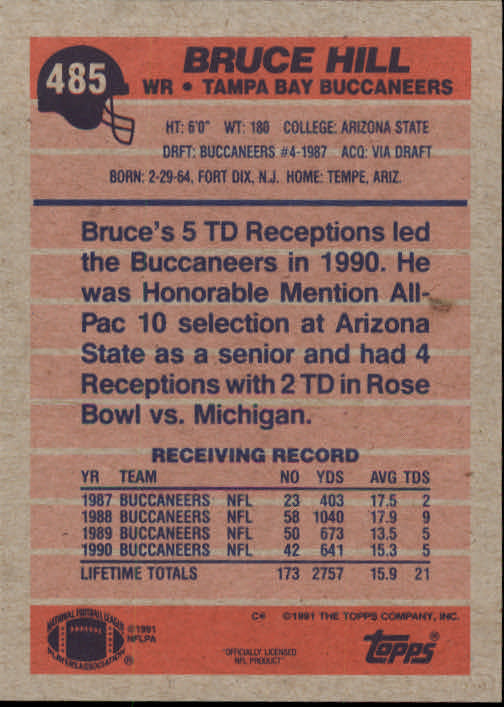 485
BRUCE HILL
WR • TAMPA BAY BUCCANEERS
HT: 6'0" WT: 180 COLLEGE: ARIZONA STATE
DRFT: BUCCANEERS #4-1987 ACQ: VIA DRAFT
BORN: 2-29-64, FORT DIX, N.J. HOME: TEMPE, ARIZ.
Bruce's 5 TD Receptions led
the Buccaneers in 1990. He
was Honorable Mention All-
Pac 10 selection at Arizona
State as a senior and had 4
Receptions with 2 TD in Rose
Bowl vs. Michigan.
RECEIVING RECORD
YR TEAM NO YDS AVG TDS
1987 BUCCANEERS NFL 23 403 17.5 2
1988 BUCCANEERS NFL 58 1040 17.9 9
1989 BUCCANEERS NFL 50 673 13.5 5
1990 BUCCANEERS NFL 42 641 15.3 5
LIFETIME TOTALS 173 2757 15.9 21
NATIONAL FOOTBALL LEAGUE
PLAYERS ASSOCIATION ®
©1991
NFLPA
C* ©1991 THE TOPPS COMPANY, INC.
"OFFICIALLY LICENSED
NFL PRODUCT"
topps®